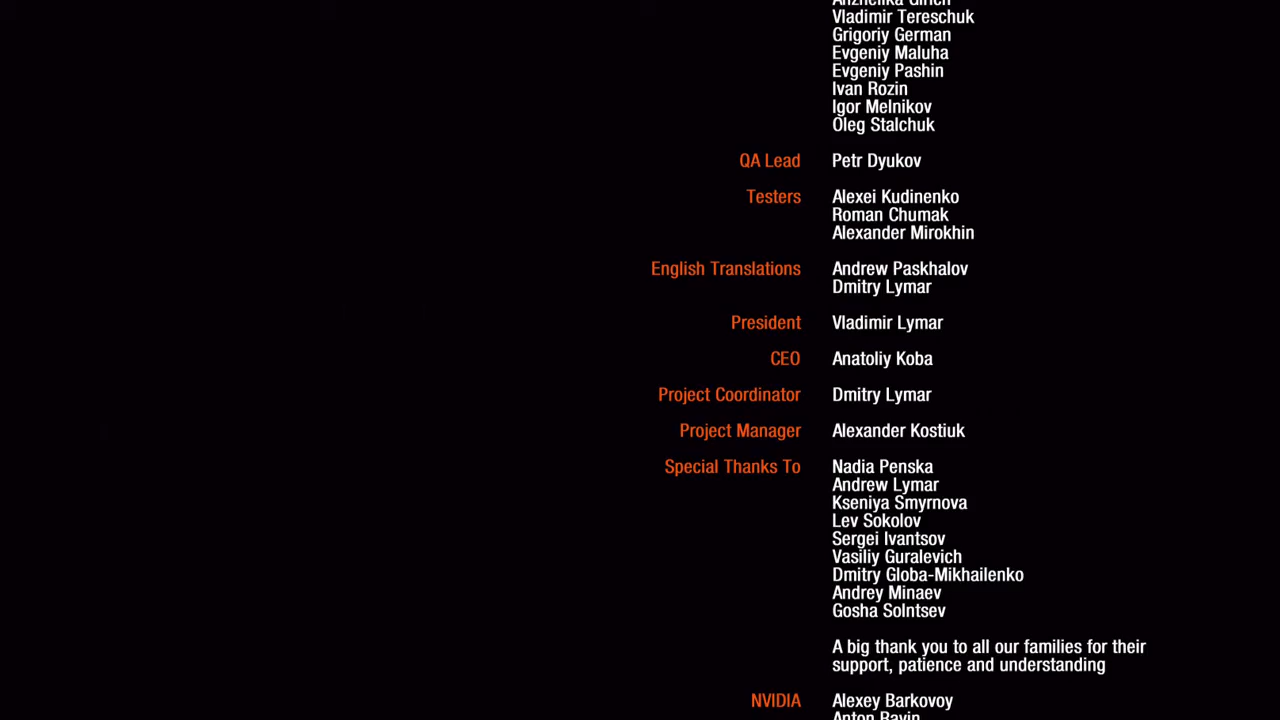 Vladimir Tereschuk
Grigoriy German
Evgeniy Maluha
Evgeniy Pashin
Ivan Rozin
Igor Melnikov
Oleg Stalchuk
QA Lead Petr Dyukov
Testers Alexei Kudinenko
Roman Chumak
Alexander Mirokhin
English Translations Andrew Paskhalov
Dmitry Lymar
President Vladimir Lymar
CEO Anatoliy Koba
Project Coordinator Dmitry Lymar
Project Manager Alexander Kostiuk
Special Thanks To Nadia Penska
Andrew Lymar
Kseniya Smyrnova
Lev Sokolov
Sergei Ivantsov
Vasiliy Guralevich
Dmitry Globa-Mikhailenko
Andrey Minaev
Gosha Solntsev
A big thank you to all our families for their
support, patience and understanding
NVIDIA Alexey Barkovoy
Anton